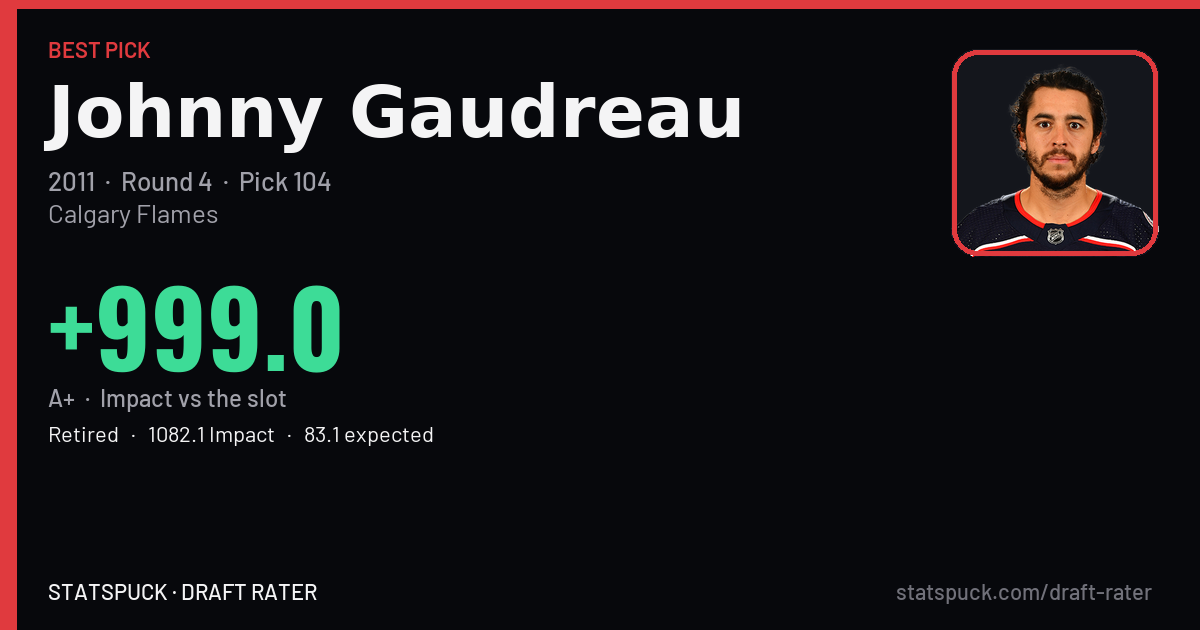 BEST PICK
Johnny Gaudreau
2011 · Round 4 · Pick 104
Calgary Flames
+999.0
A+ · Impact vs the slot
Retired · 1082.1 Impact · 83.1 expected
STATSPUCK · DRAFT RATER
statspuck.com/draft-rater